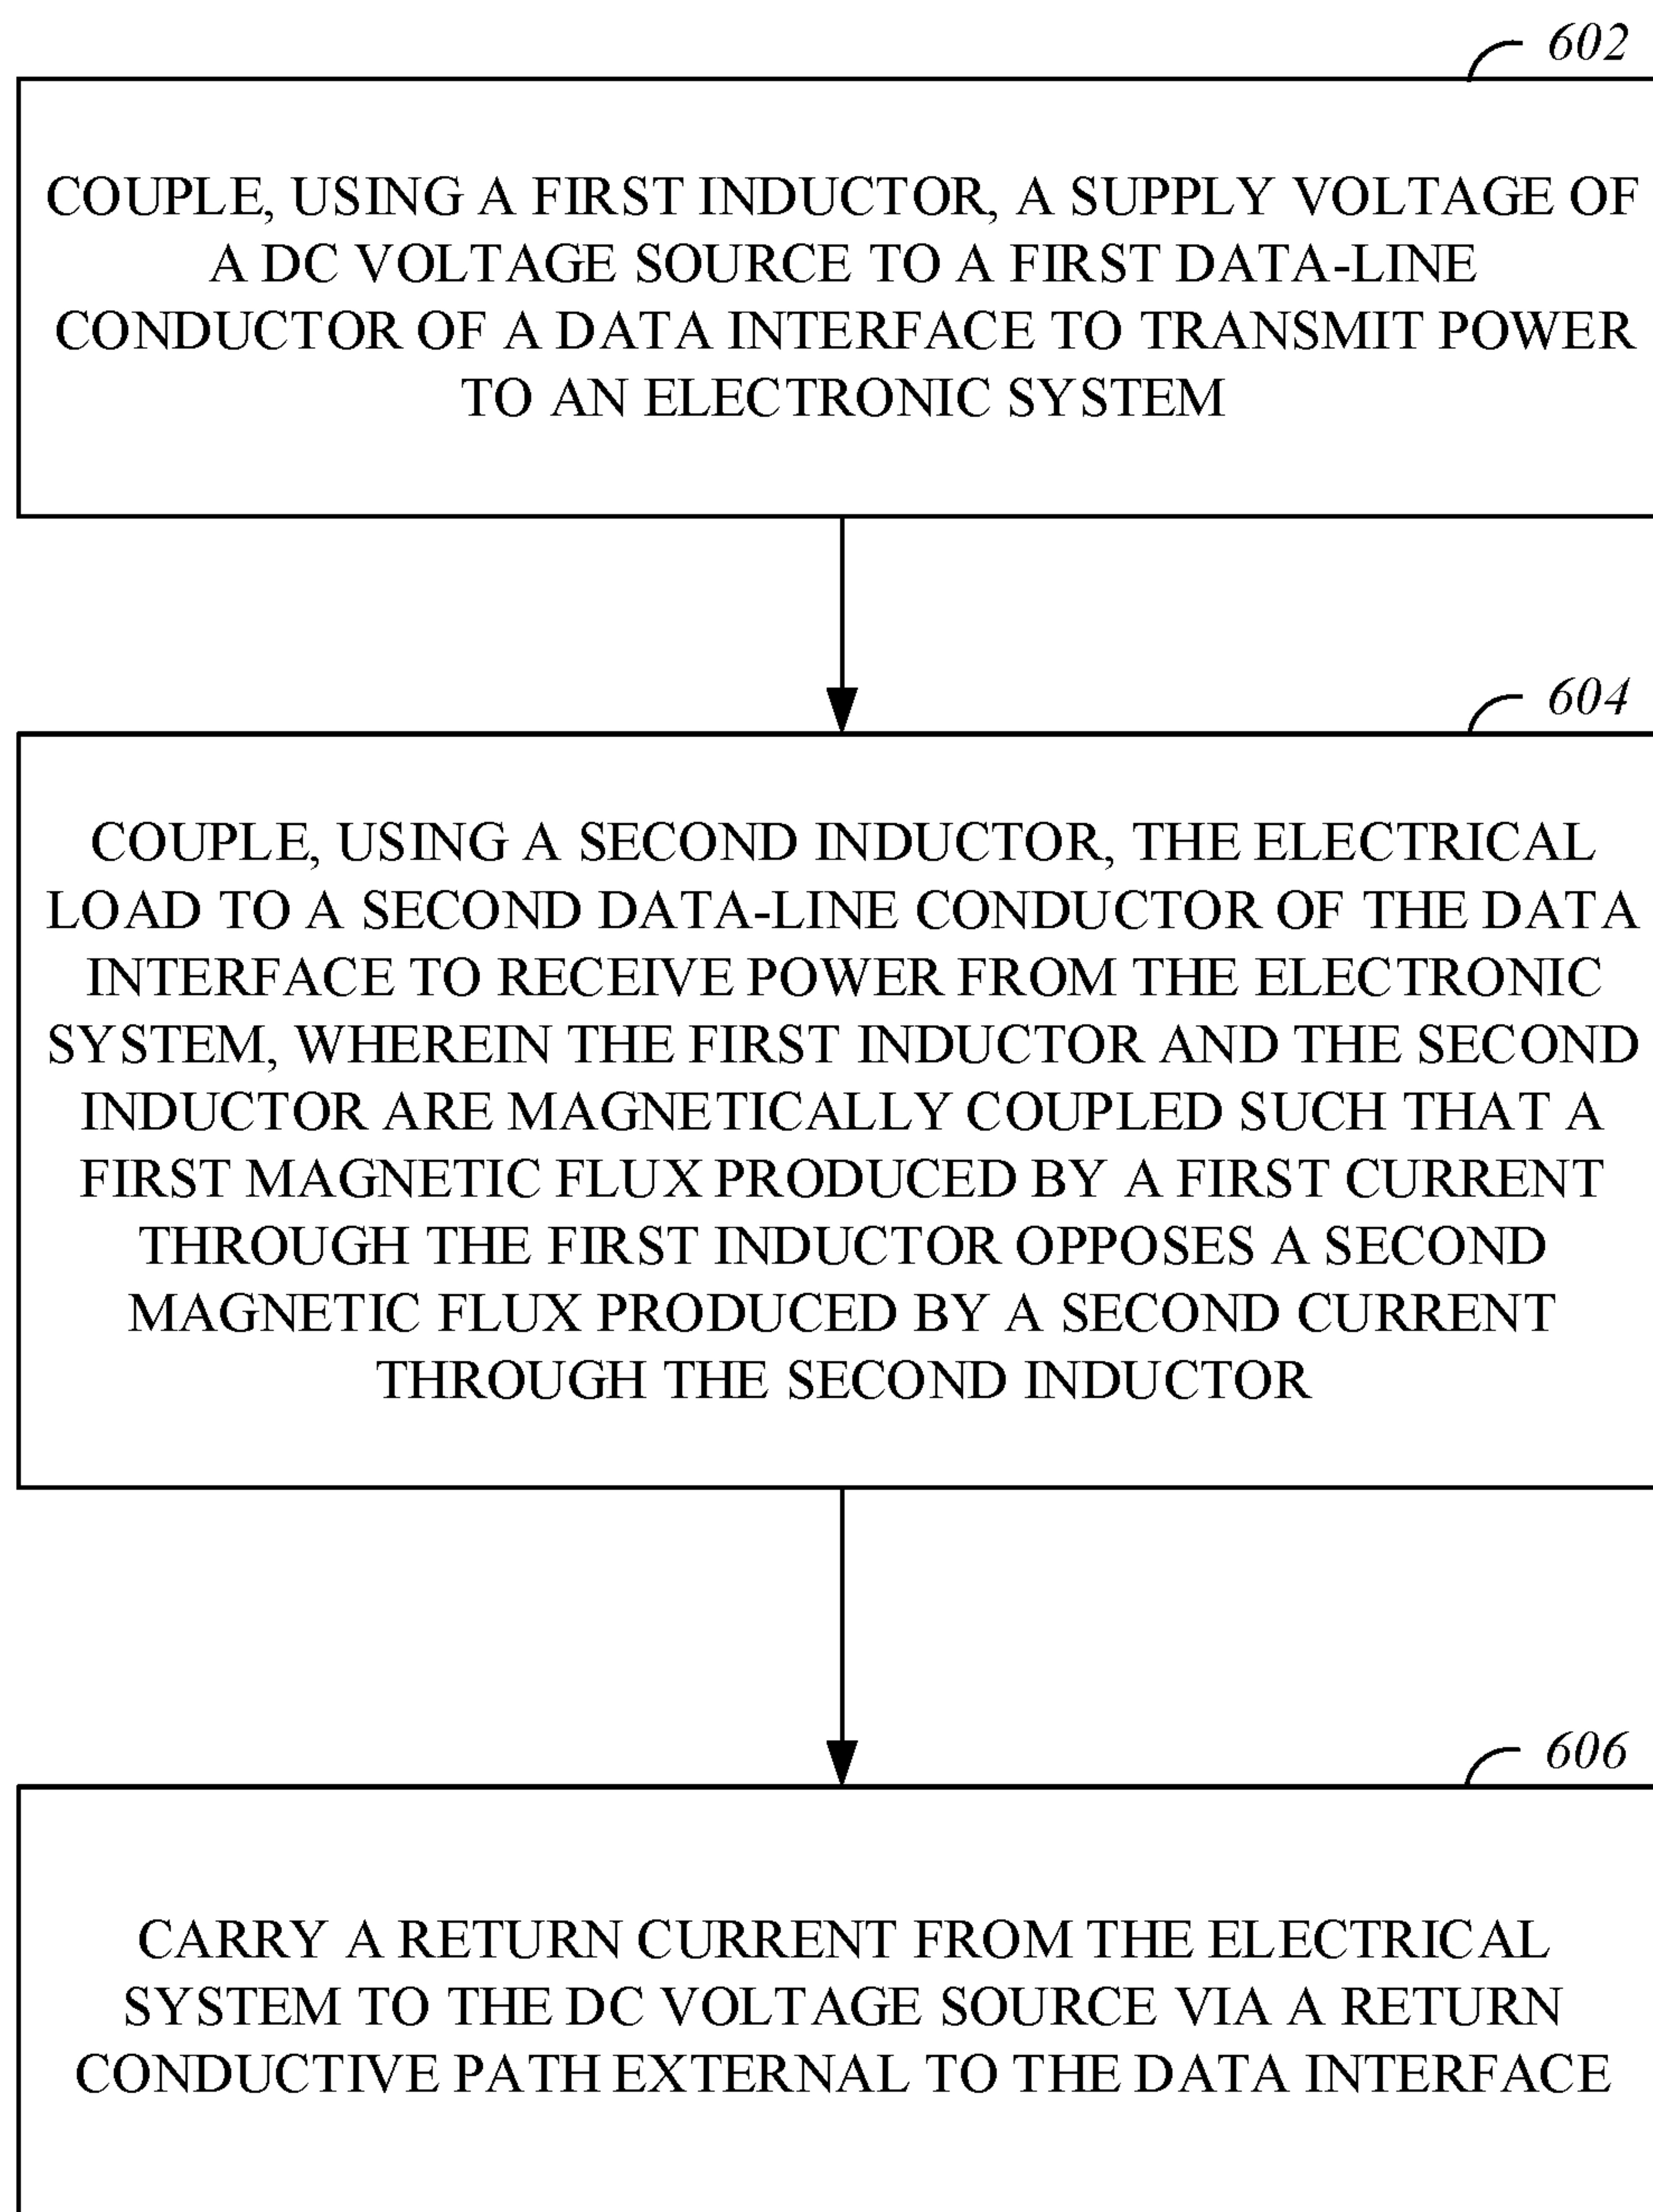 602
COUPLE, USING A FIRST INDUCTOR, A SUPPLY VOLTAGE OF
A DC VOLTAGE SOURCE TO A FIRST DATA-LINE
CONDUCTOR OF A DATA INTERFACE TO TRANSMIT POWER
TO AN ELECTRONIC SYSTEM
604
COUPLE, USING A SECOND INDUCTOR, THE ELECTRICAL
LOAD TO A SECOND DATA-LINE CONDUCTOR OF THE DATA
INTERFACE TO RECEIVE POWER FROM THE ELECTRONIC
SYSTEM, WHEREIN THE FIRST INDUCTOR AND THE SECOND
INDUCTOR ARE MAGNETICALLY COUPLED SUCH THAT A
FIRST MAGNETIC FLUX PRODUCED BY A FIRST CURRENT
THROUGH THE FIRST INDUCTOR OPPOSES A SECOND
MAGNETIC FLUX PRODUCED BY A SECOND CURRENT
THROUGH THE SECOND INDUCTOR
606
CARRY A RETURN CURRENT FROM THE ELECTRICAL
SYSTEM TO THE DC VOLTAGE SOURCE VIA A RETURN
CONDUCTIVE PATH EXTERNAL TO THE DATA INTERFACE